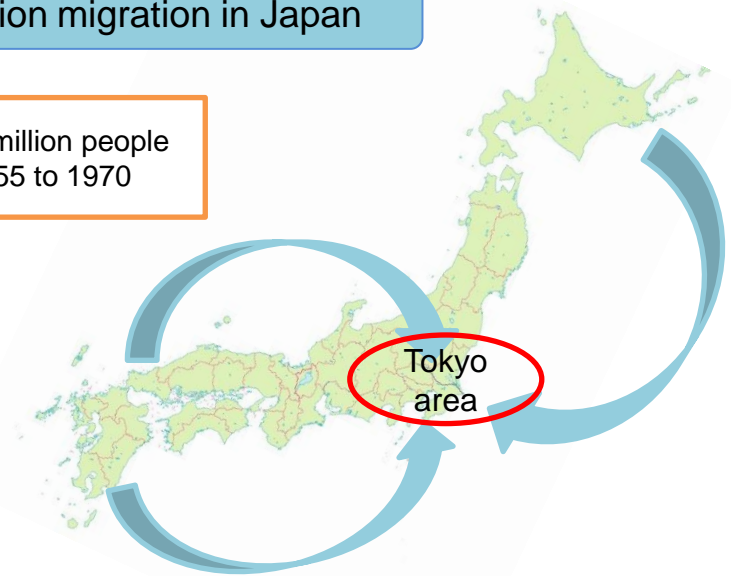 ion migration in Japan
million people
55 to 1970
Tokyo
area